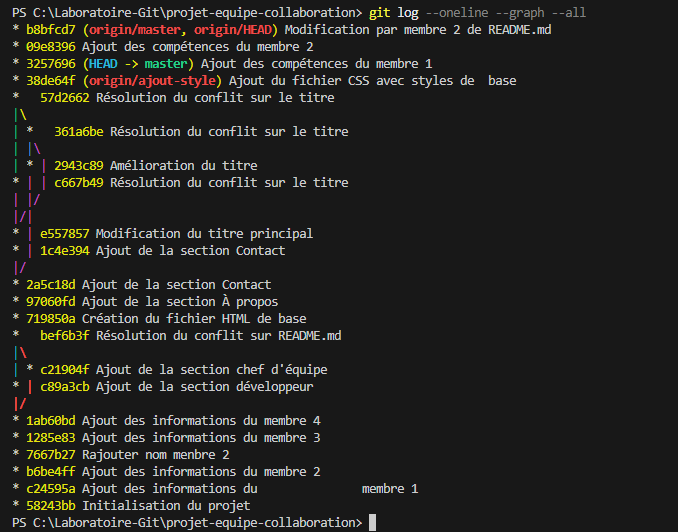 PS C:\Laboratoire-Git\projet-equipe-collaboration> git log --oneline --graph --all
* b8bfcd7 (origin/master, origin/HEAD) Modification par membre 2 de README.md
* 09e8396 Ajout des compétences du membre 2
* 3257696 (HEAD -> master) Ajout des compétences du membre 1
* 38de64f (origin/ajout-style) Ajout du fichier CSS avec styles de  base
*   57d2662 Résolution du conflit sur le titre
|\
| *   361a6be Résolution du conflit sur le titre
| |\
| * | 2943c89 Amélioration du titre
* | | c667b49 Résolution du conflit sur le titre
| |/
|/|
* | e557857 Modification du titre principal
* | 1c4e394 Ajout de la section Contact
|/
* 2a5c18d Ajout de la section Contact
* 97060fd Ajout de la section À propos
* 719850a Création du fichier HTML de base
*   bef6b3f Résolution du conflit sur README.md
|\
| * c21904f Ajout de la section chef d'équipe
* | c89a3cb Ajout de la section développeur
|/
* 1ab60bd Ajout des informations du membre 4
* 1285e83 Ajout des informations du membre 3
* 7667b27 Rajouter nom menbre 2
* b6be4ff Ajout des informations du membre 2
* c24595a Ajout des informations du               membre 1
* 58243bb Initialisation du projet
PS C:\Laboratoire-Git\projet-equipe-collaboration>